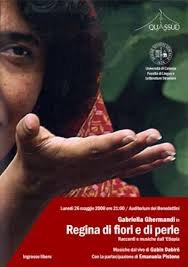 QUASSUD
Università di Catania
Facoltà di Lingue e
Letterature Straniere
Lunedì 26 maggio 2008 ore 21:00 / Auditorium dei Benedettini
Gabriella Ghermandi in
Regina di fiori e di perle
Racconti e musiche dall'Etiopia
Musiche dal vivo di Gabin Dabirè
Ingresso libero
Con la partecipazione di Emanuela Pistone